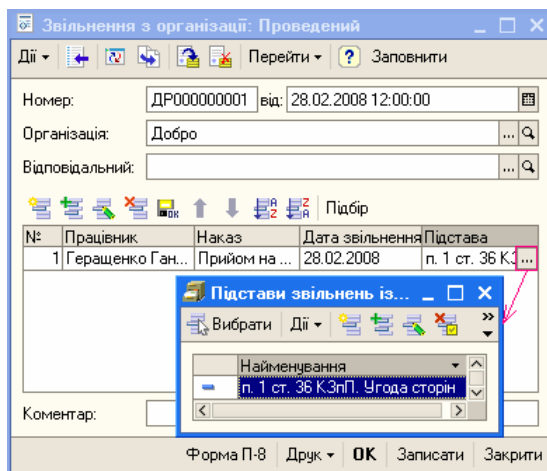 Звільнення з організації: Проведений
Дії Перейти ? Заповнити
Номер: ДР000000001 від: 28.02.2008 12:00:00
Організація: Добро ...
Відповідальний: ...
Підбір
№ Працівник Наказ Дата звільнення Підстава
1 Геращенко Ган... Прийом на ... 28.02.2008 п. 1 ст. 36 КЗ ...
Підстави звільнень із...
Вибрати Дії »
Найменування
п. 1 ст. 36 КЗпП. Угода сторін
Коментар:
Форма П-8 Друк OK Записати Закрити